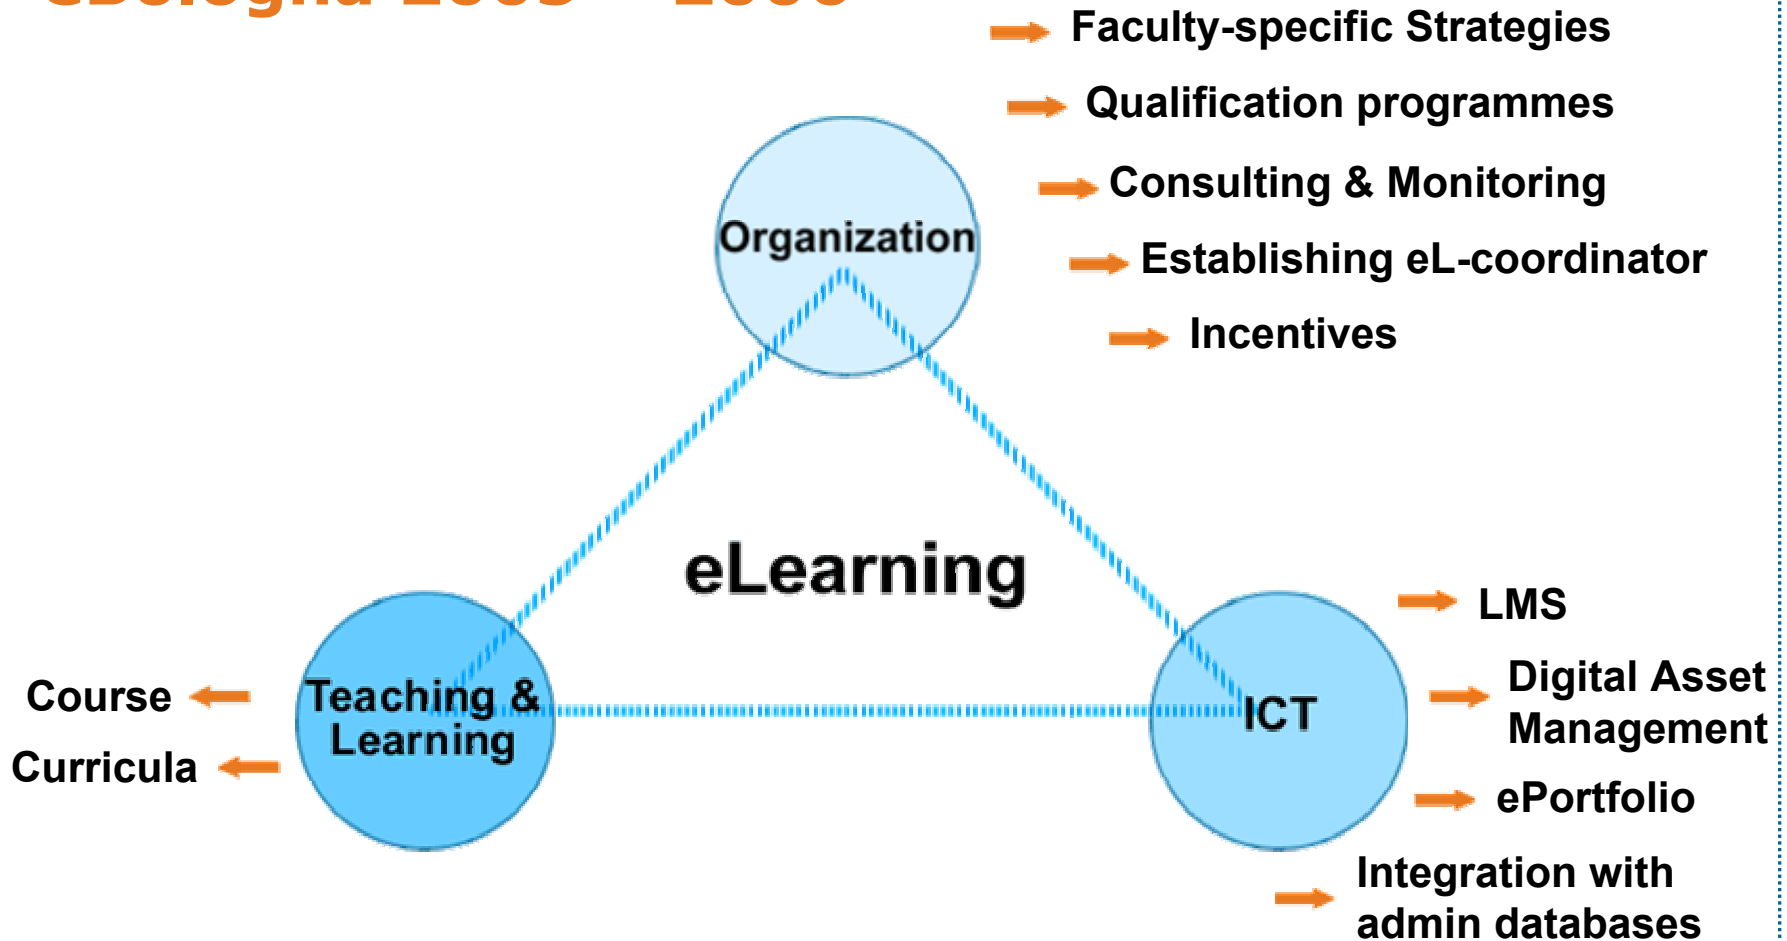 Faculty-specific Strategies
Qualification programmes
Consulting & Monitoring
Organization
Establishing eL-coordinator
Incentives
eLearning
LMS
Digital Asset
Management
Course
Teaching &
Learning
ICT
Curricula
ePortfolio
Integration with
admin databases